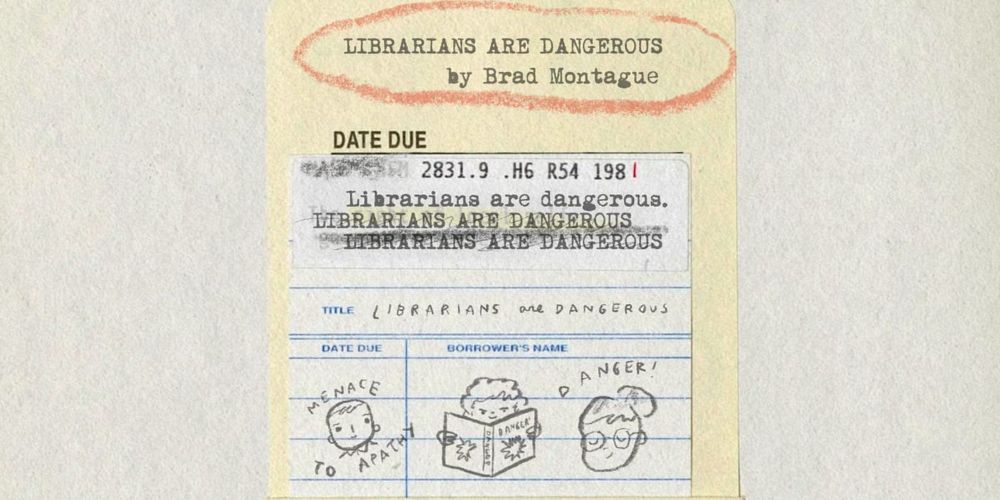 LIBRARIANS ARE DANGEROUS
by Brad Montague
DATE DUE
2831.9 .H6 R54 1981
Librarians are dangerous.
LIBRARIANS ARE DANGEROUS
LIBRARIANS ARE DANGEROUS
TITLE LIBRARIANS are DANGEROUS
DATE DUE BORROWER'S NAME
MENACE
TO APATHY
DANGER!
DANGER!